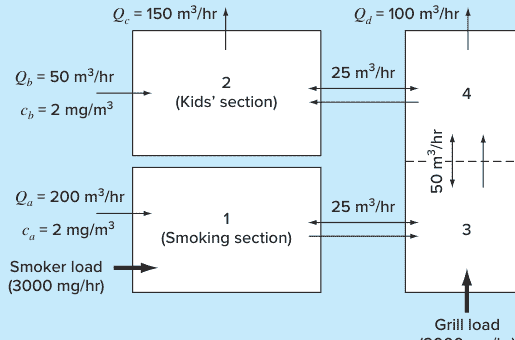 Q_c = 150 m³/hr
Q_d = 100 m³/hr
Q_b = 50 m³/hr
c_b = 2 mg/m³
2
(Kids' section)
25 m³/hr
4
50 m³/hr
Q_a = 200 m³/hr
c_a = 2 mg/m³
1
(Smoking section)
25 m³/hr
3
Smoker load
(3000 mg/hr)
Grill load